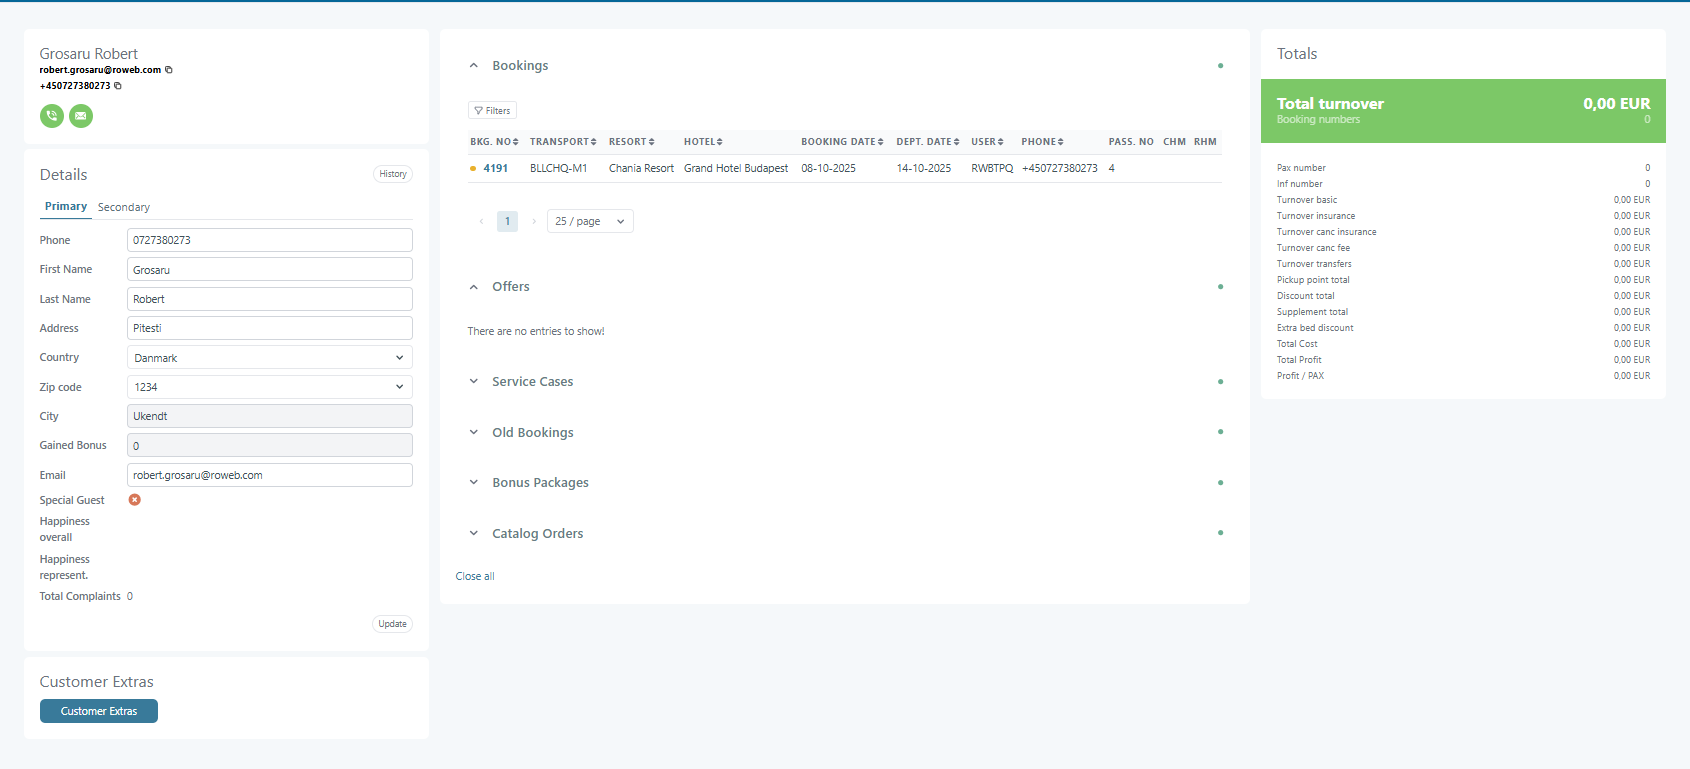 Grosaru Robert
robert.grosaru@roweb.com
+450727380273
Details
History
Primary Secondary
Phone 0727380273
First Name Grosaru
Last Name Robert
Address Pitesti
Country Danmark
Zip code 1234
City Ukendt
Gained Bonus 0
Email robert.grosaru@roweb.com
Special Guest
Happiness
overall
Happiness
represent.
Total Complaints 0
Update
Customer Extras
Customer Extras
Bookings
Filters
BKG. NO TRANSPORT RESORT HOTEL BOOKING DATE DEPT. DATE USER PHONE PASS. NO CHM RHM
4191 BLLCHQ-M1 Chania Resort Grand Hotel Budapest 08-10-2025 14-10-2025 RWBTPQ +450727380273 4
1 25 / page
Offers
There are no entries to show!
Service Cases
Old Bookings
Bonus Packages
Catalog Orders
Close all
Totals
Total turnover 0,00 EUR
Booking numbers 0
Pax number 0
Inf number 0
Turnover basic 0,00 EUR
Turnover insurance 0,00 EUR
Turnover canc insurance 0,00 EUR
Turnover canc fee 0,00 EUR
Turnover transfers 0,00 EUR
Pickup point total 0,00 EUR
Discount total 0,00 EUR
Supplement total 0,00 EUR
Extra bed discount 0,00 EUR
Total Cost 0,00 EUR
Total Profit 0,00 EUR
Profit / PAX 0,00 EUR